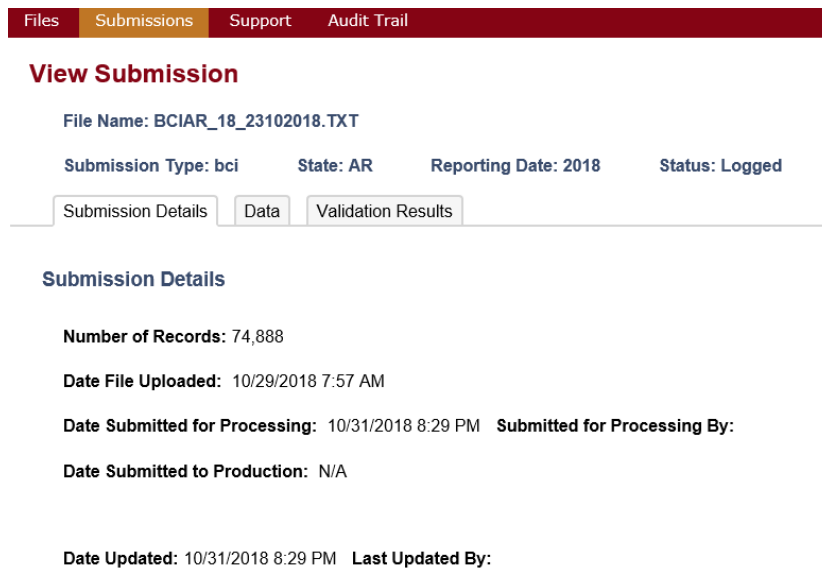 Files Submissions Support Audit Trail
View Submission
File Name: BCIAR_18_23102018.TXT
Submission Type: bci State: AR Reporting Date: 2018 Status: Logged
Submission Details Data Validation Results
Submission Details
Number of Records: 74,888
Date File Uploaded: 10/29/2018 7:57 AM
Date Submitted for Processing: 10/31/2018 8:29 PM Submitted for Processing By:
Date Submitted to Production: N/A
Date Updated: 10/31/2018 8:29 PM Last Updated By: